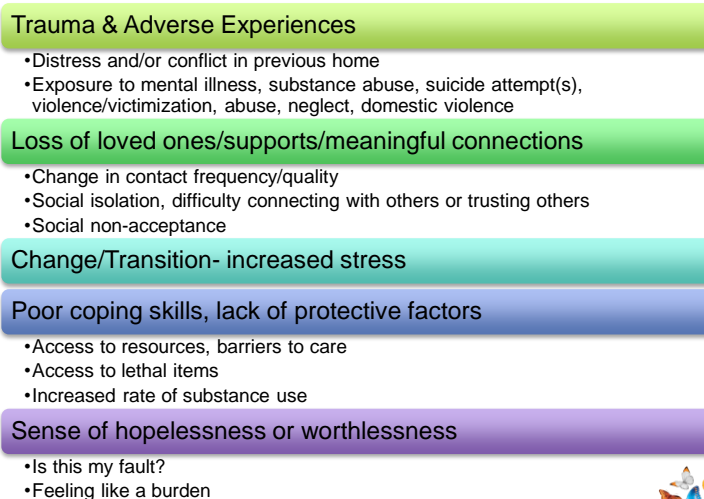 Trauma & Adverse Experiences
•Distress and/or conflict in previous home
•Exposure to mental illness, substance abuse, suicide attempt(s),
violence/victimization, abuse, neglect, domestic violence
Loss of loved ones/supports/meaningful connections
•Change in contact frequency/quality
•Social isolation, difficulty connecting with others or trusting others
•Social non-acceptance
Change/Transition- increased stress
Poor coping skills, lack of protective factors
•Access to resources, barriers to care
•Access to lethal items
•Increased rate of substance use
Sense of hopelessness or worthlessness
•Is this my fault?
•Feeling like a burden